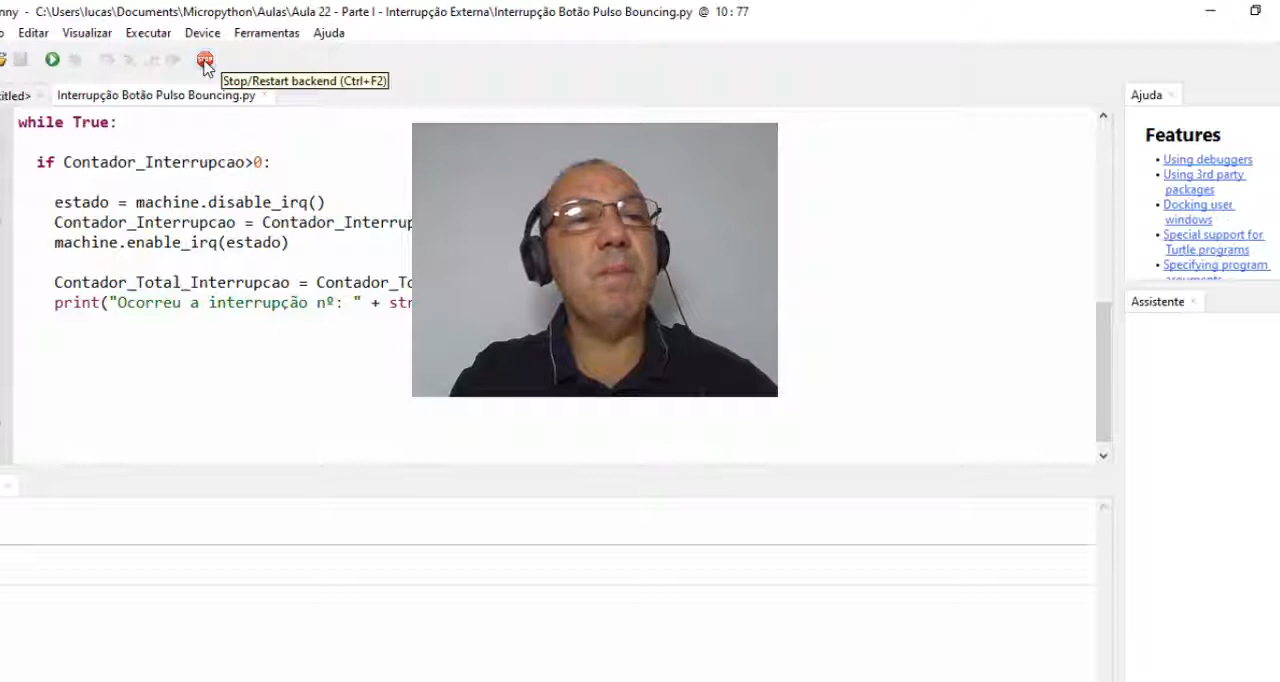 nny - C:\Users\lucas\Documents\Micropython\Aulas\Aula 22 - Parte I - Interrupção Externa\Interrupção Botão Pulso Bouncing.py @ 10 : 77
o Editar Visualizar Executar Device Ferramentas Ajuda
STOP
Stop/Restart backend (Ctrl+F2)
itled> × Interrupção Botão Pulso Bouncing.py ×
while True:
if Contador_Interrupcao>0:
estado = machine.disable_irq()
Contador_Interrupcao = Contador_Interrup
machine.enable_irq(estado)
Contador_Total_Interrupcao = Contador_To
print("Ocorreu a interrupção nº: " + str
Ajuda ×
Features
• Using debuggers
• Using 3rd party
packages
• Docking user
windows
• Special support for
Turtle programs
• Specifying program
arguments
Assistente ×